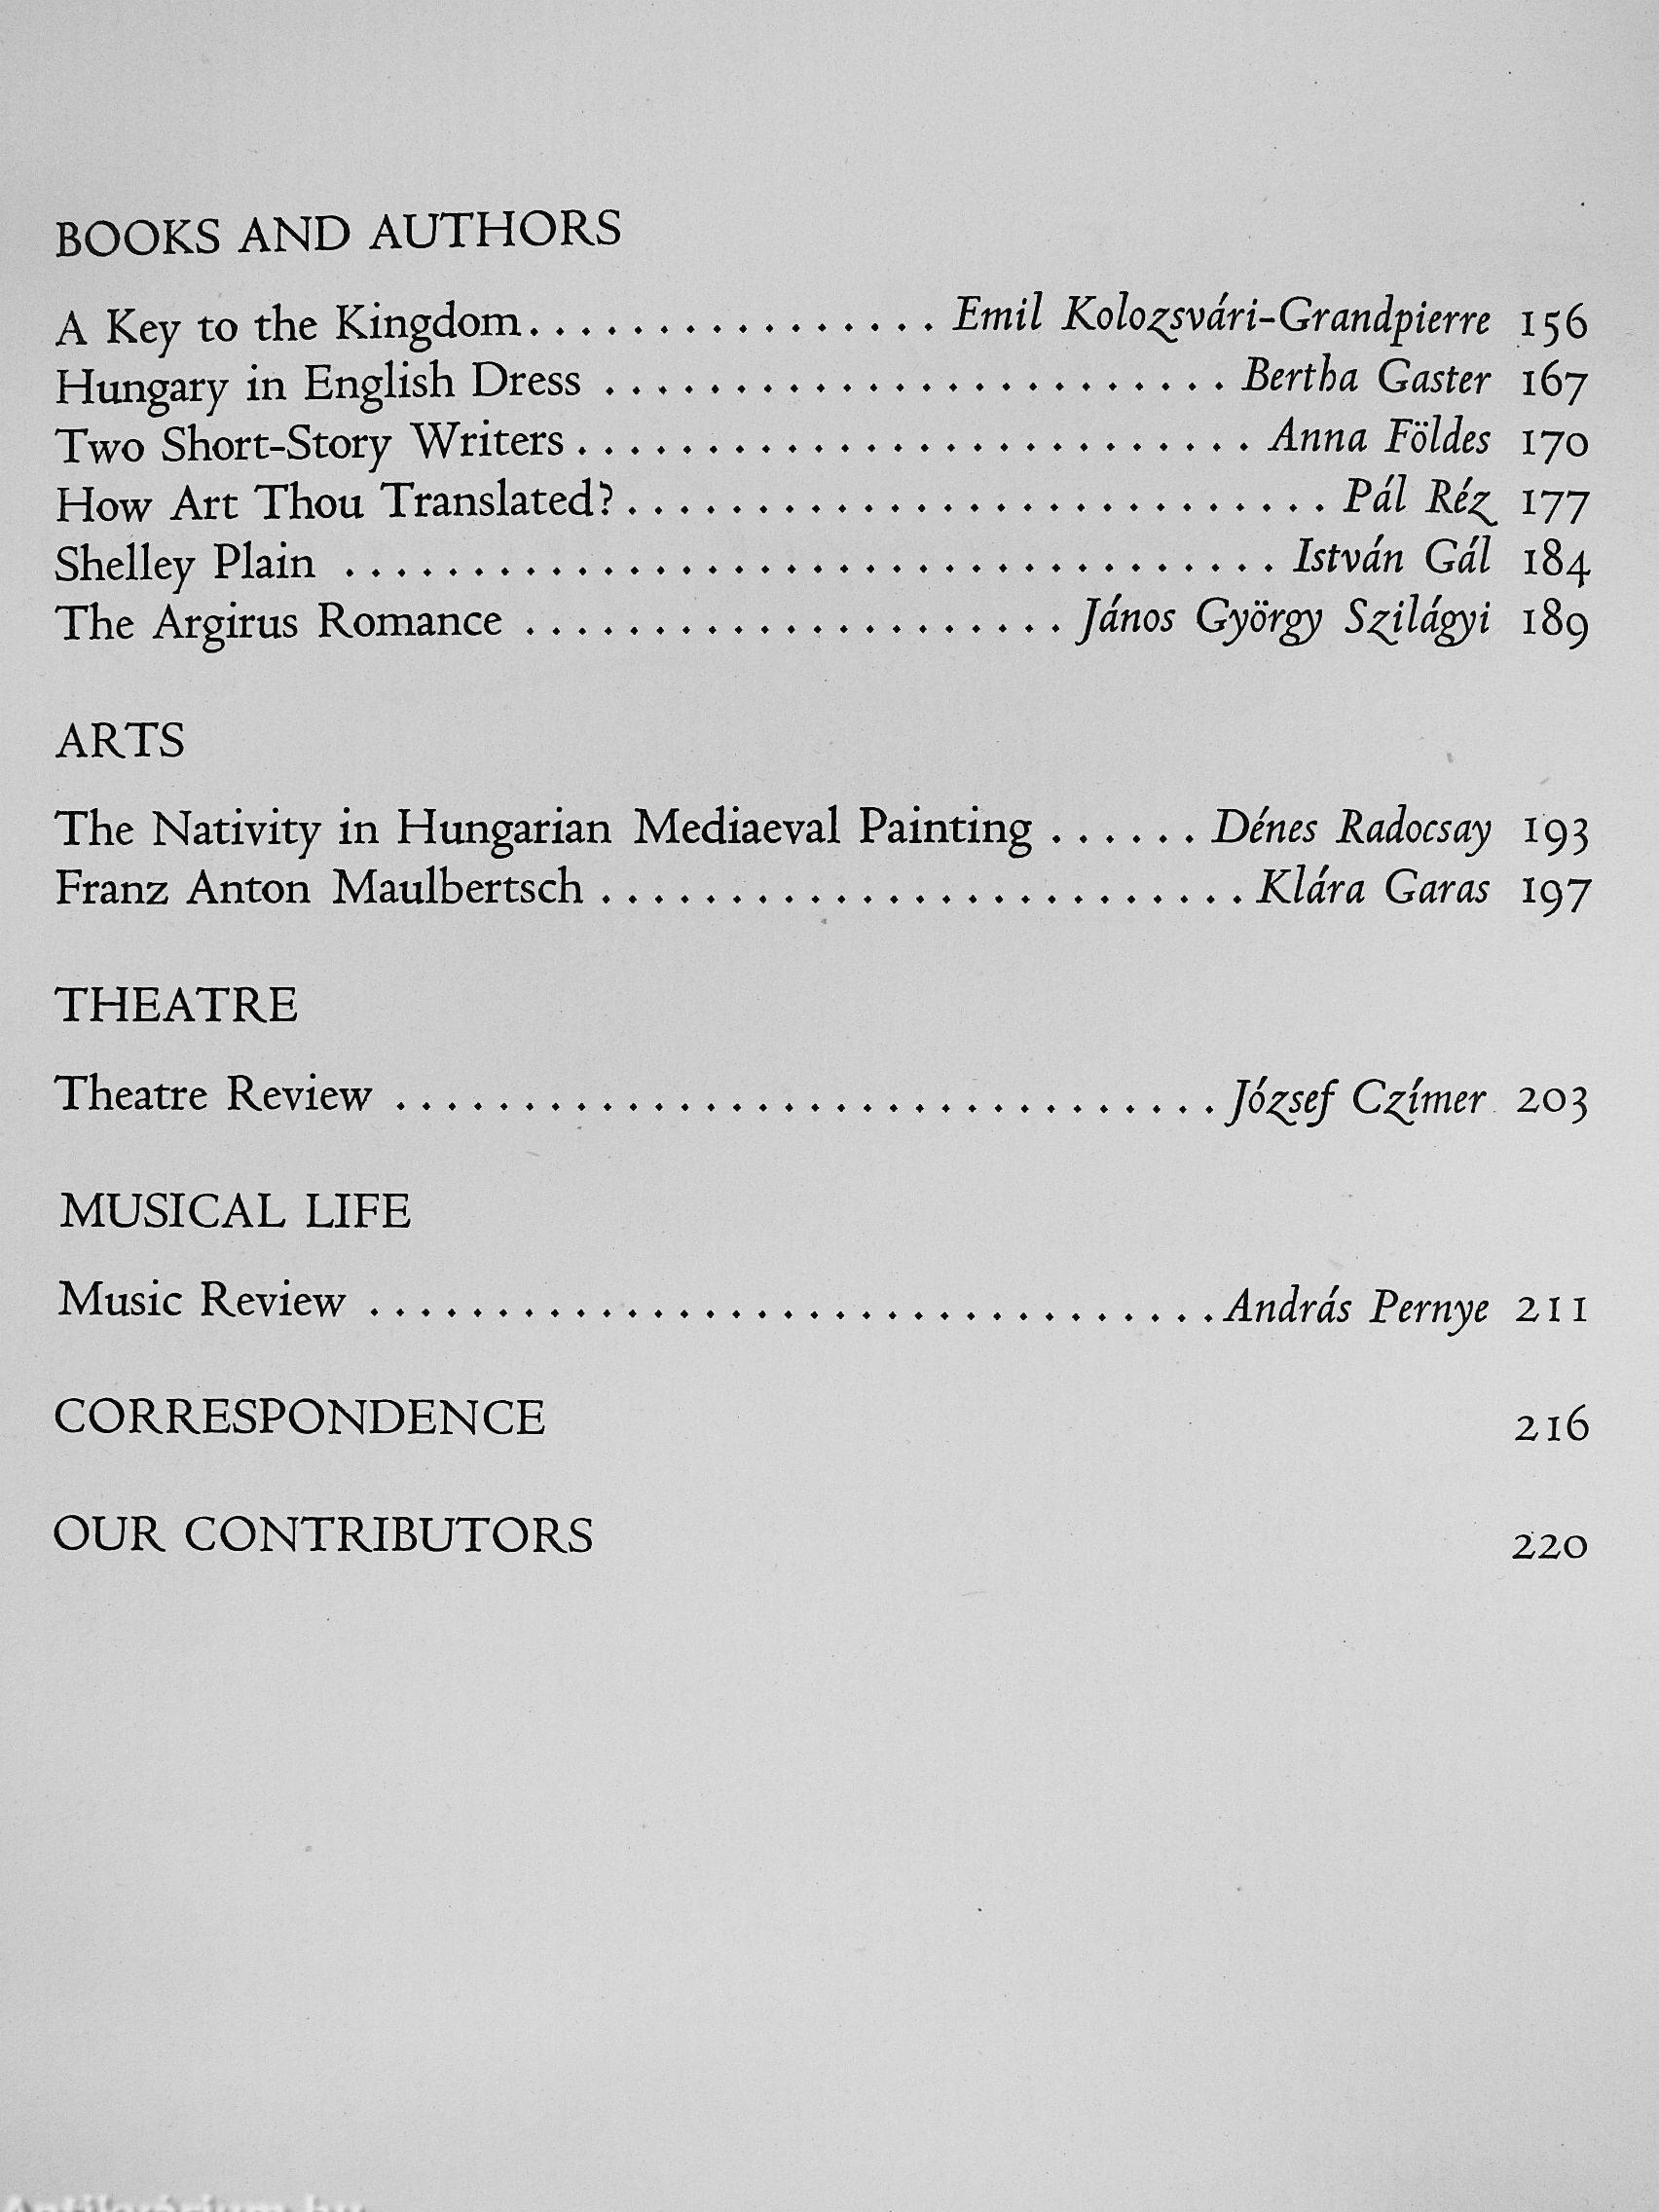 BOOKS AND AUTHORS
A Key to the Kingdom................ Emil Kolozsvári-Grandpierre 156
Hungary in English Dress ........................ Bertha Gaster 167
Two Short-Story Writers.......................... Anna Földes 170
How Art Thou Translated?............................ Pál Réz 177
Shelley Plain .................................... István Gál 184
The Argirus Romance ..................... János György Szilágyi 189
ARTS
The Nativity in Hungarian Mediaeval Painting ...... Dénes Radocsay 193
Franz Anton Maulbertsch ......................... Klára Garas 197
THEATRE
Theatre Review ................................ József Czímer 203
MUSICAL LIFE
Music Review ................................. András Pernye 211
CORRESPONDENCE 216
OUR CONTRIBUTORS 220